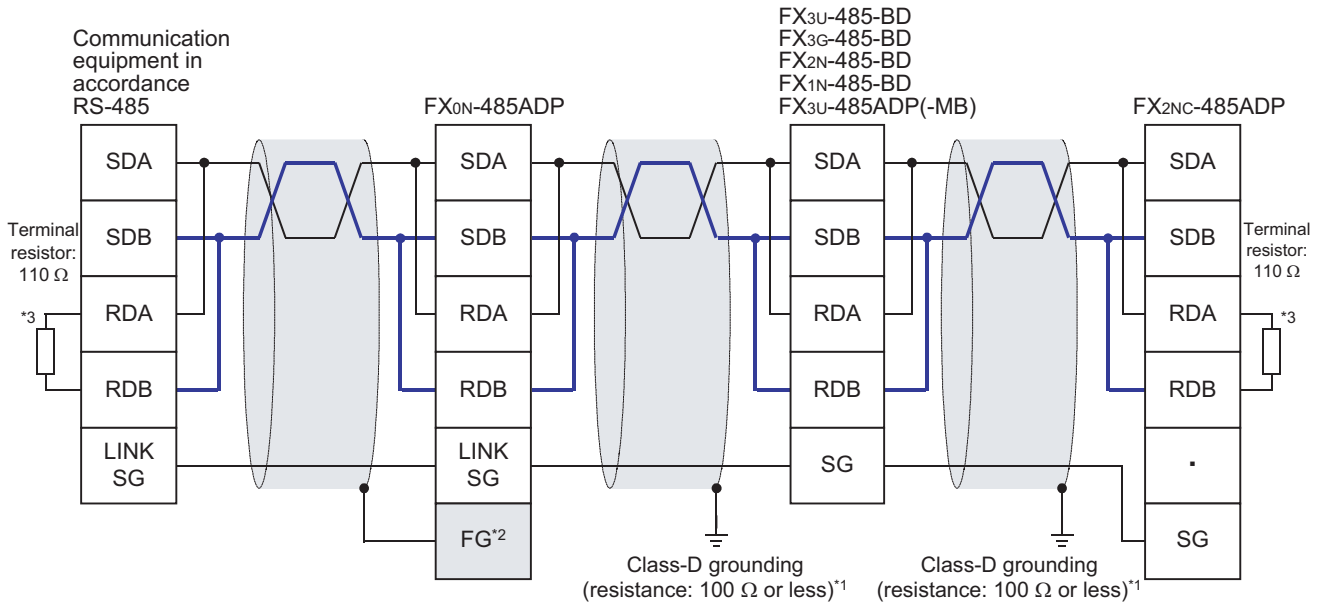 Communication
equipment in
accordance
RS-485
FX0N-485ADP
FX3U-485-BD
FX3G-485-BD
FX2N-485-BD
FX1N-485-BD
FX3U-485ADP(-MB)
FX2NC-485ADP
SDA
SDB
RDA
RDB
LINK
SG
Terminal
resistor:
110 Ω
*3
SDA
SDB
RDA
RDB
LINK
SG
FG*2
SDA
SDB
RDA
RDB
SG
SDA
SDB
RDA
RDB
·
SG
Terminal
resistor:
110 Ω
*3
Class-D grounding
(resistance: 100 Ω or less)*1
Class-D grounding
(resistance: 100 Ω or less)*1